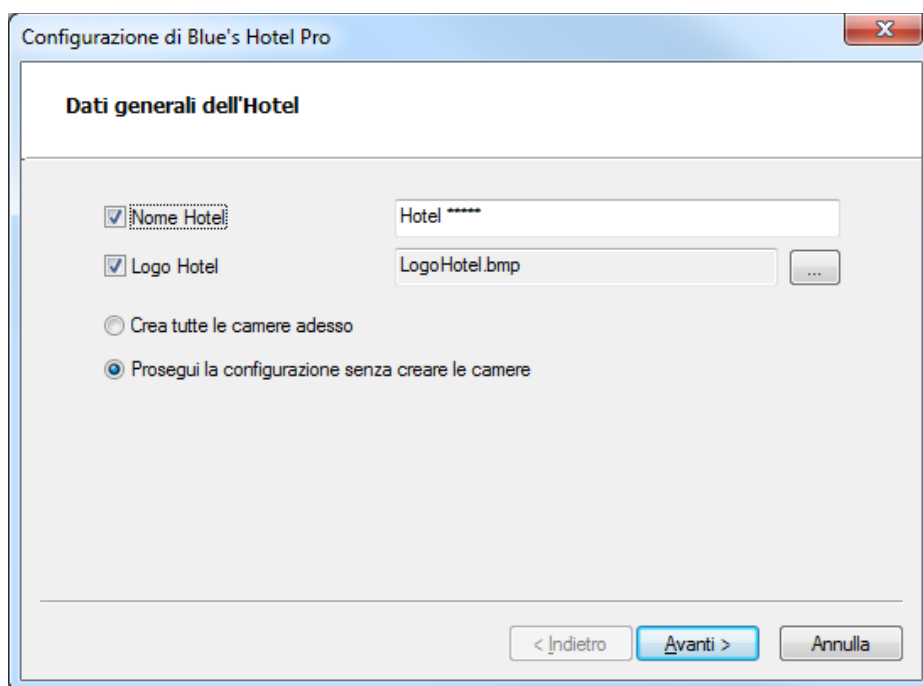 Configurazione di Blue's Hotel Pro
Dati generali dell'Hotel
Nome Hotel Hotel *****
Logo Hotel LogoHotel.bmp ...
Crea tutte le camere adesso
Prosegui la configurazione senza creare le camere
< Indietro Avanti > Annulla